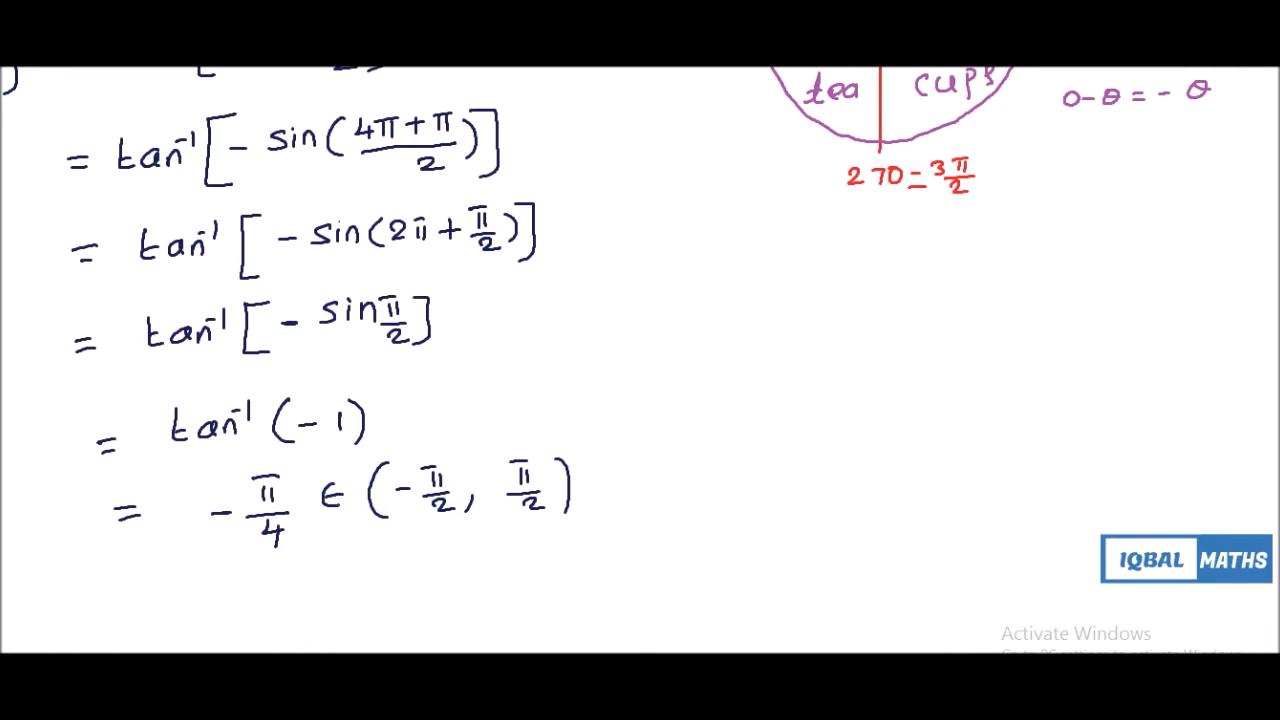 = tan⁻¹[- sin(4π+π/2)]
= tan⁻¹[- sin(2π + π/2)]
= tan⁻¹[- sin π/2]
= tan⁻¹(-1)
= -π/4 ∈ (-π/2, π/2)
tea cups
0-θ = - θ
270 = 3π/2
IQBAL MATHS
Activate Windows